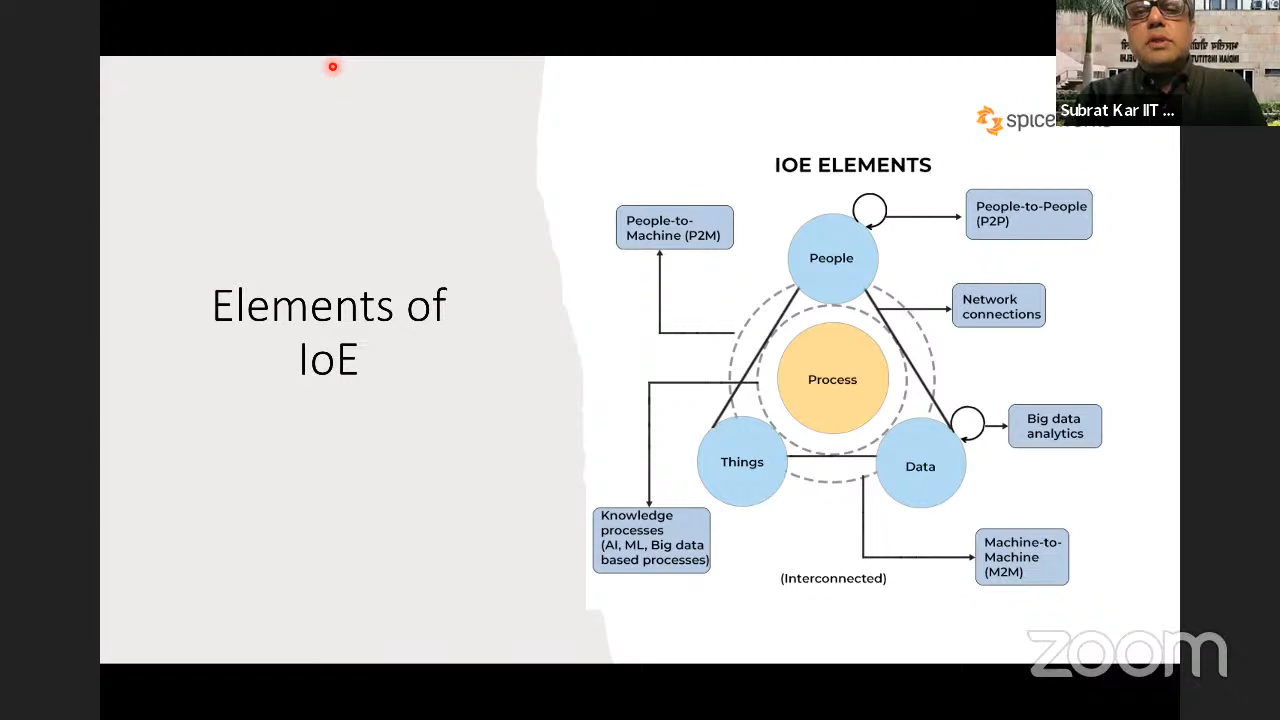 Elements of
IoE
spice
IOE ELEMENTS
People-to-
Machine (P2M)
People
People-to-People
(P2P)
Network
connections
Process
Big data
analytics
Things
Data
Knowledge
processes
(AI, ML, Big data
based processes)
Machine-to-
Machine
(M2M)
(Interconnected)
Subrat Kar IIT ...
zoom